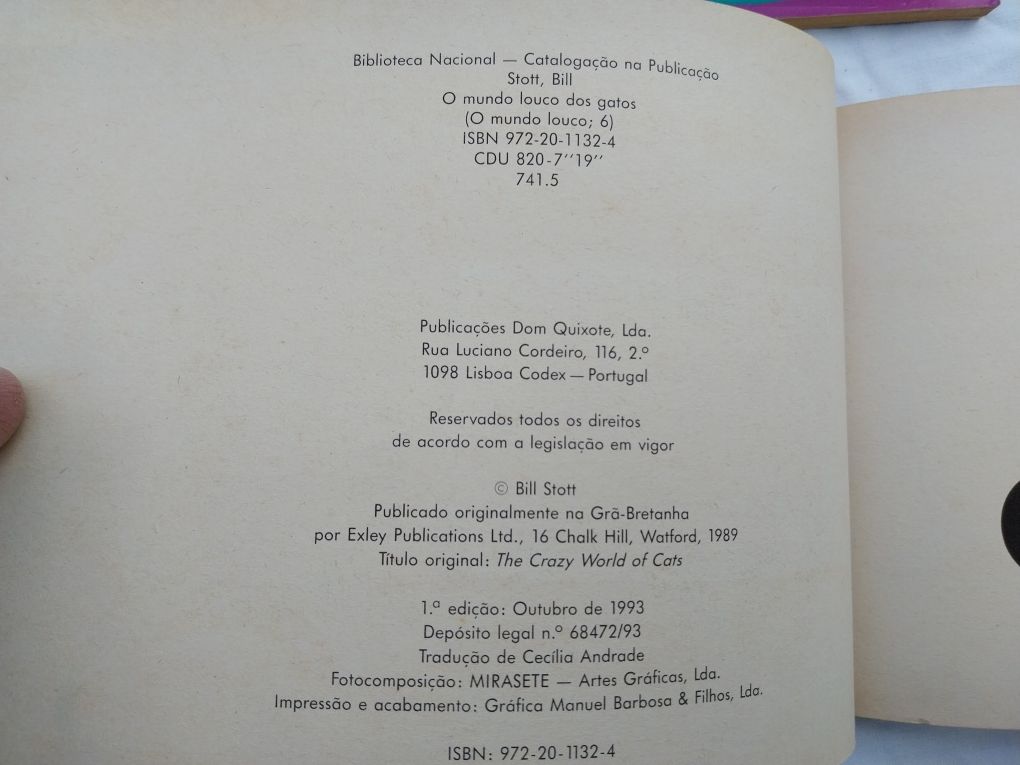 Biblioteca Nacional — Catalogação na Publicação
Stott, Bill
O mundo louco dos gatos
(O mundo louco; 6)
ISBN 972-20-1132-4
CDU 820-7''19''
741.5
Publicações Dom Quixote, Lda.
Rua Luciano Cordeiro, 116, 2.º
1098 Lisboa Codex — Portugal
Reservados todos os direitos
de acordo com a legislação em vigor
© Bill Stott
Publicado originalmente na Grã-Bretanha
por Exley Publications Ltd., 16 Chalk Hill, Watford, 1989
Título original: The Crazy World of Cats
1.ª edição: Outubro de 1993
Depósito legal n.º 68472/93
Tradução de Cecília Andrade
Fotocomposição: MIRASETE — Artes Gráficas, Lda.
Impressão e acabamento: Gráfica Manuel Barbosa & Filhos, Lda.
ISBN: 972-20-1132-4